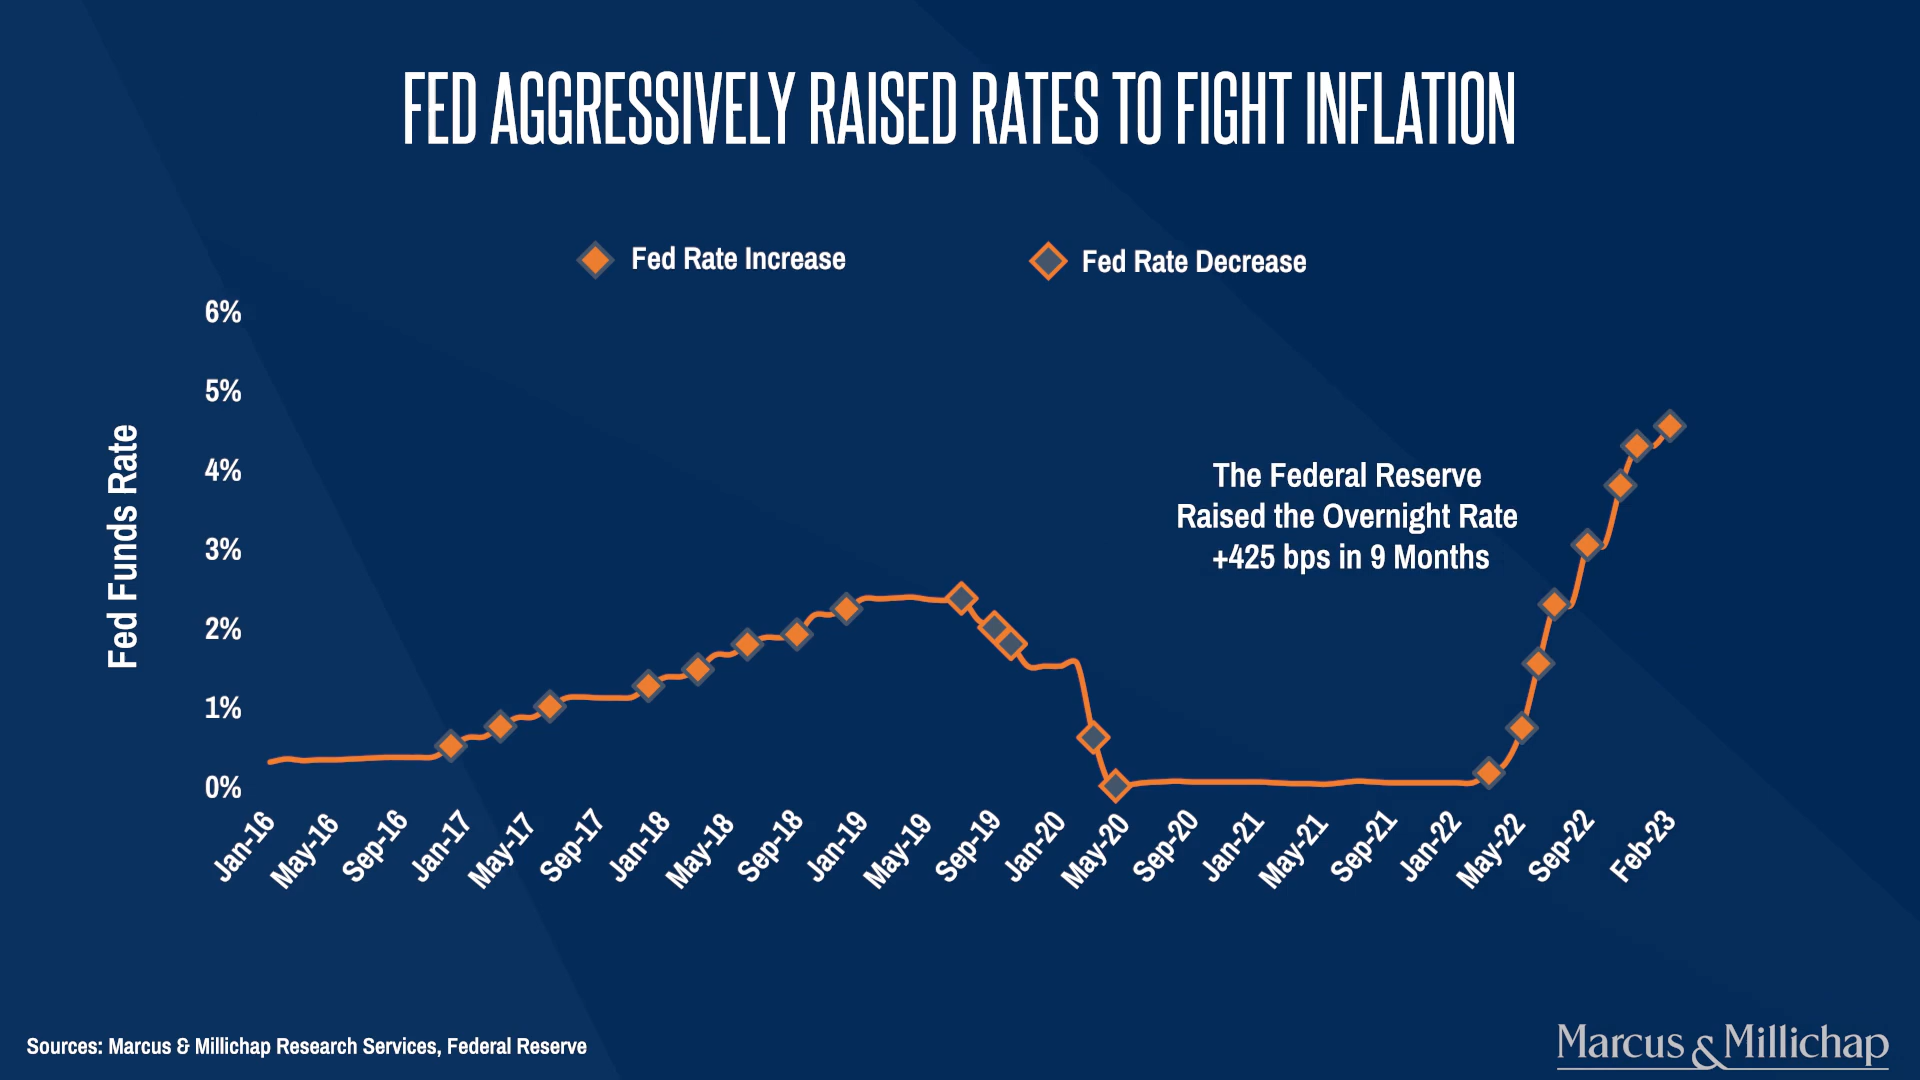 FED AGGRESSIVELY RAISED RATES TO FIGHT INFLATION
Fed Rate Increase
Fed Rate Decrease
6%
5%
4%
3%
2%
1%
0%
Fed Funds Rate
The Federal Reserve
Raised the Overnight Rate
+425 bps in 9 Months
Jan-16
May-16
Sep-16
Jan-17
May-17
Sep-17
Jan-18
May-18
Sep-18
Jan-19
May-19
Sep-19
Jan-20
May-20
Sep-20
Jan-21
May-21
Sep-21
Jan-22
May-22
Sep-22
Feb-23
Sources: Marcus & Millichap Research Services, Federal Reserve
Marcus & Millichap